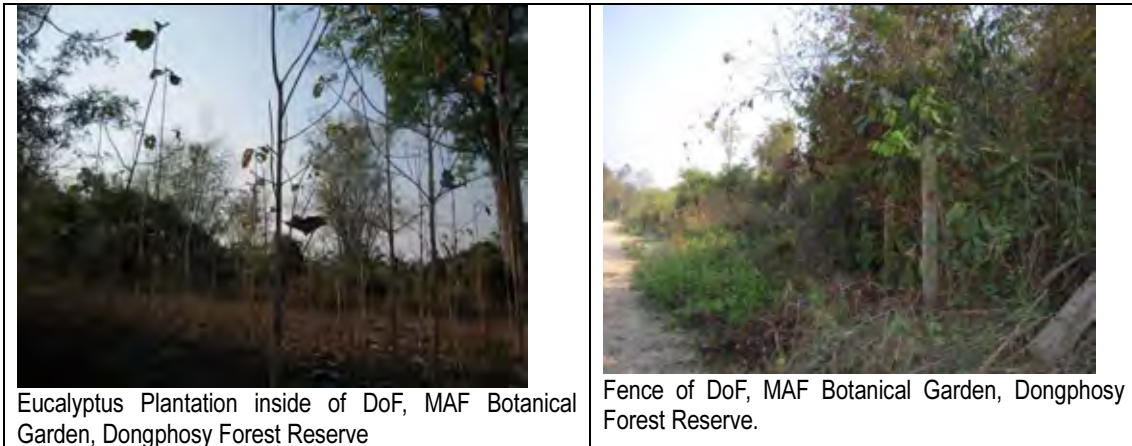 Eucalyptus Plantation inside of DoF, MAF Botanical
Garden, Dongphosy Forest Reserve
Fence of DoF, MAF Botanical Garden, Dongphosy
Forest Reserve.